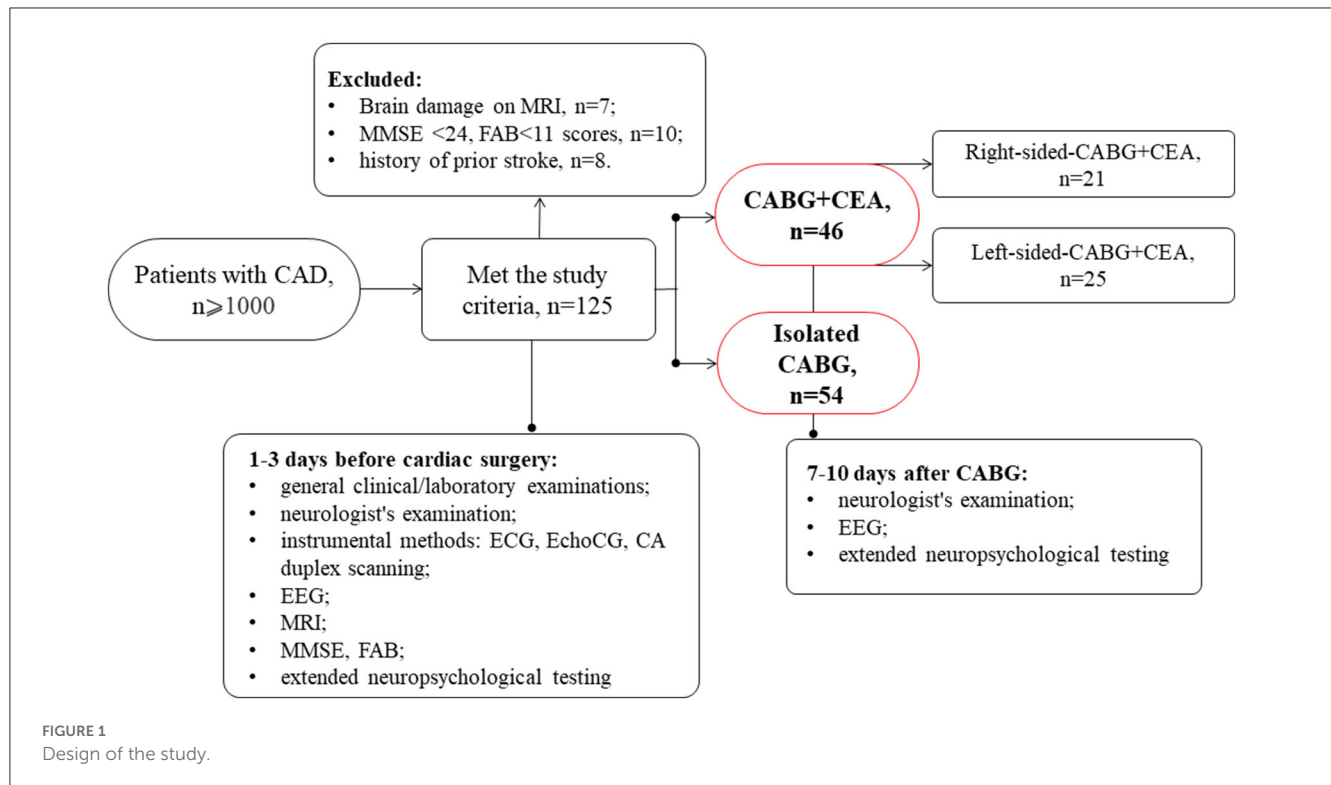 Excluded:
• Brain damage on MRI, n=7;
• MMSE <24, FAB<11 scores, n=10;
• history of prior stroke, n=8.
Patients with CAD,
n⩾1000
Met the study
criteria, n=125
CABG+CEA,
n=46
Right-sided-CABG+CEA,
n=21
Left-sided-CABG+CEA,
n=25
Isolated
CABG,
n=54
1-3 days before cardiac surgery:
• general clinical/laboratory examinations;
• neurologist's examination;
• instrumental methods: ECG, EchoCG, CA
duplex scanning;
• EEG;
• MRI;
• MMSE, FAB;
• extended neuropsychological testing
7-10 days after CABG:
• neurologist's examination;
• EEG;
• extended neuropsychological testing
FIGURE 1
Design of the study.